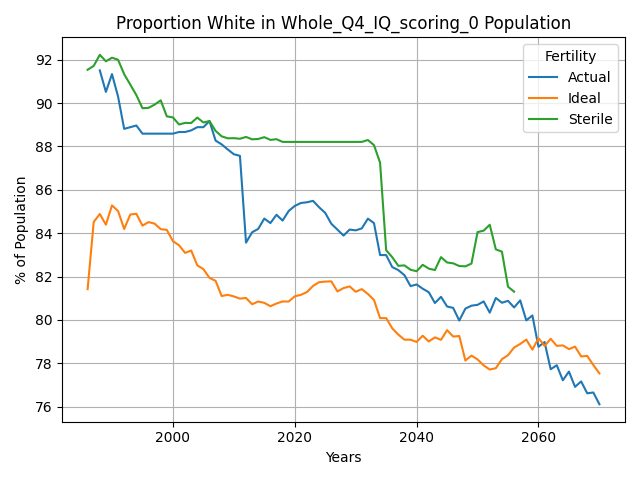 Proportion White in Whole_Q4_IQ_scoring_0 Population
% of Population
92
90
88
86
84
82
80
78
76
Fertility
Actual
Ideal
Sterile
2000
2020
2040
2060
Years